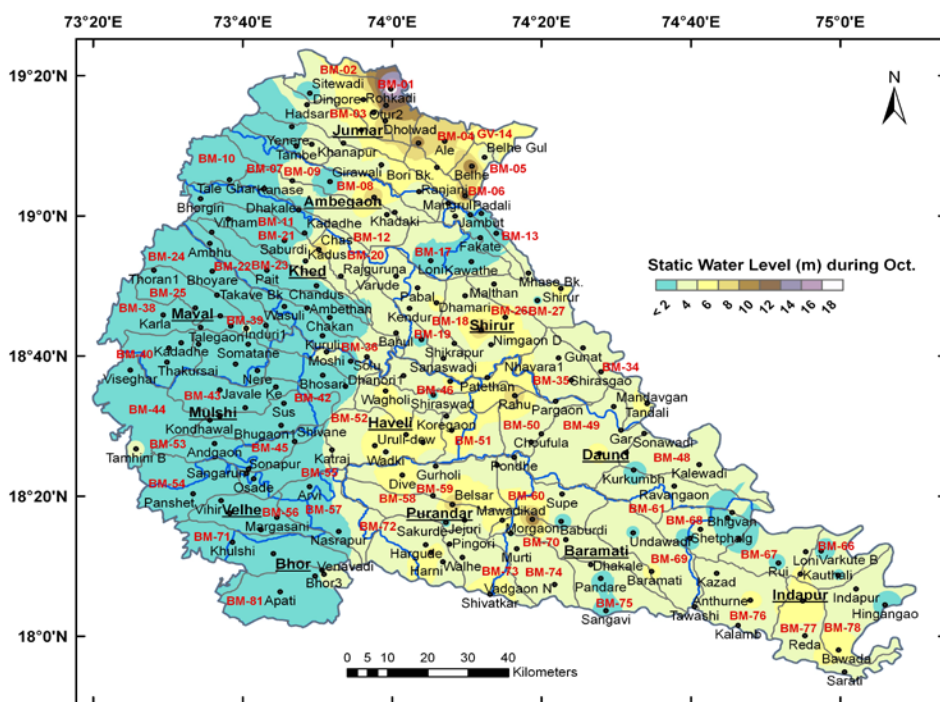 73°20'E 73°40'E 74°0'E 74°20'E 74°40'E 75°0'E
19°20'N
19°0'N
18°40'N
18°20'N
18°0'N
N
Static Water Level (m) during Oct.
<2 4 6 8 10 12 14 16 18
BM-02 BM-01
Sitewadi
Dingore Rohkadi
Hadsar BM-03 Otur2
Junnar Dholwad BM-04 GV-14
Yenere Ale Belhe Gul
Tambe Khanapur
BM-10 BM-07 BM-09 Girawali Bori Bk. Belhe BM-05
BM-08 Ranjani BM-06
Tale Ghar
Ambegaon Mangrul Padali
Bhorgiri Dhakale
Virham BM-11 Kadadhe Khadaki Jambut
BM-21 Chas BM-12 Fakate BM-13
Ambhu Saburdi Kadus BM-20 BM-17
BM-24 BM-22 BM-23 Khed Rajguruna Loni Kawathe
Thoran1 Bhoyare Pait Varude Mhase Bk.
BM-25 Takave Bk Chandus Pabal Malthan Shirur
BM-38 Maval Wasuli Ambethan Dhamari BM-26 BM-27
Karla BM-39 Chakan Kendur BM-18 Shirur
Talegaon Induri1 BM-19 Nimgaon D
BM-40 Kadadhe Kuruli BM-36 Bahul Shikrapur Gunat
Somatane Moshi Solu Sanaswadi Nhavara1 BM-34
Viseghar Thakursai Nere Bhosari Dhanori1 Patethan BM-35 Shirasgao
BM-43 Javale Ke BM-42 Wagholi BM-46 Rahu Mandavgan
BM-44 Mulshi Sus Shiraswad Pargaon Tandali
Kondhawal BM-52 Haveli Koregaon BM-50 BM-49
BM-53 Bhugaon1 Shivane Uruli-dew BM-51 Choufula Gar Sonawadi
Andgaon BM-45 Katraj Wadki Daund BM-48
Tamhini B Sonapur Pondhe Kalewadi
BM-54 Sangarun Gurholi Kurkumbh
Osade BM-55 Dive BM-59 BM-60 Ravangaon
Panshet Arvi BM-58 Belsar Supe
Vihir Velhe BM-56 BM-57 Purandar Mawadikad BM-61 Bhigvan
Margasani Morgaon Baburdi BM-68
BM-71 Nasrapur BM-72 Jejuri BM-70 Undawadi Shetphalg
Khulshi Sakurde Pingori Murti Baramati BM-67 BM-66
Bhor Venavadi Hargude Dhakale BM-69 Loni Varkute B
Bhor3 Harni Walhe BM-73 BM-74 Baramati Rui Kauthali
BM-81 Apati Vadgaon N Pandare Kazad Indapur Indapur
Shivatkar BM-75 Anthurne Hingangao
Sangavi Tawashi BM-76 BM-77 BM-78
Kalamb Reda
Bawada
Sarati
0 5 10 20 30 40
Kilometers